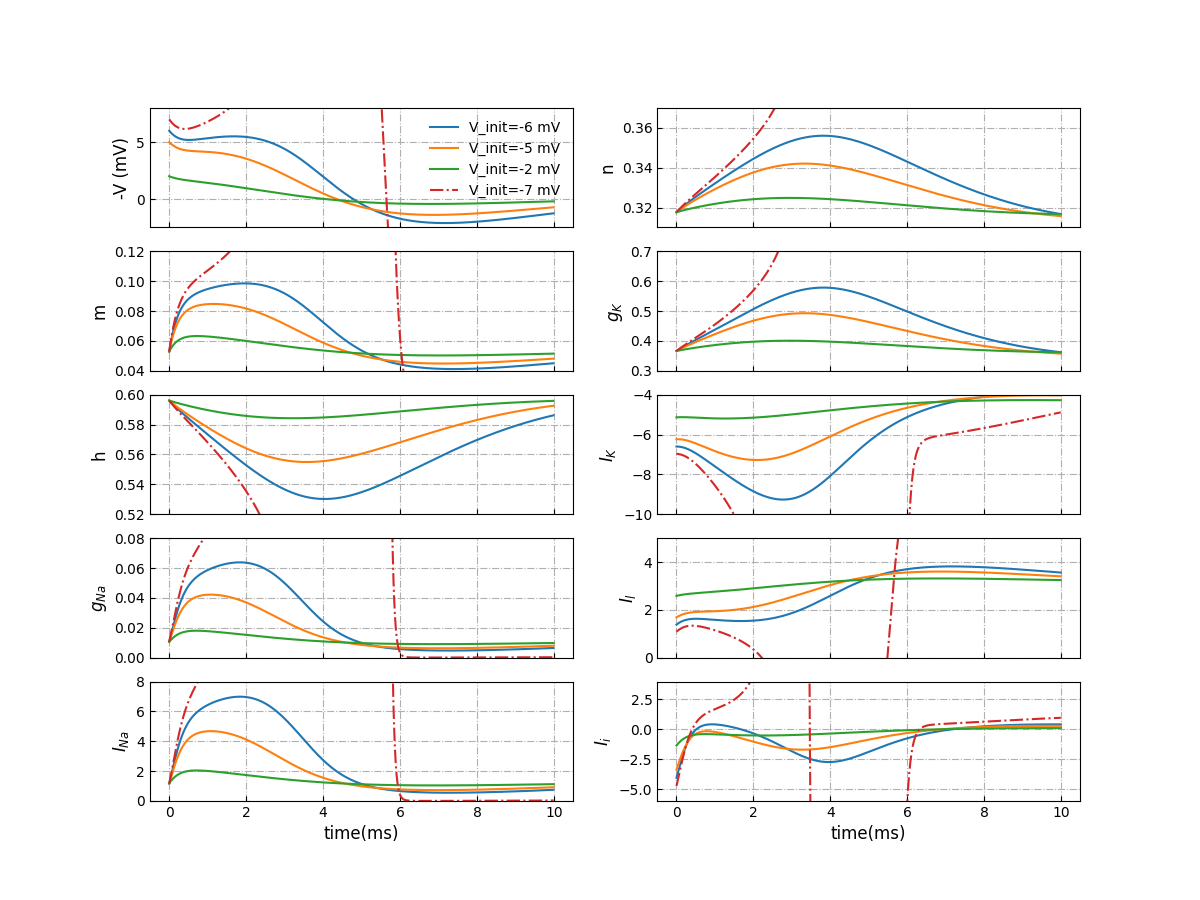 -V (mV)
5
0
V_init=-6 mV
V_init=-5 mV
V_init=-2 mV
V_init=-7 mV
n
0.36
0.34
0.32
m
0.12
0.10
0.08
0.06
0.04
g_K
0.7
0.6
0.5
0.4
0.3
h
0.60
0.58
0.56
0.54
0.52
I_K
−4
−6
−8
−10
g_Na
0.08
0.06
0.04
0.02
0.00
I_l
4
2
0
I_Na
8
6
4
2
0
0 2 4 6 8 10
time(ms)
I_i
2.5
0.0
−2.5
−5.0
0 2 4 6 8 10
time(ms)